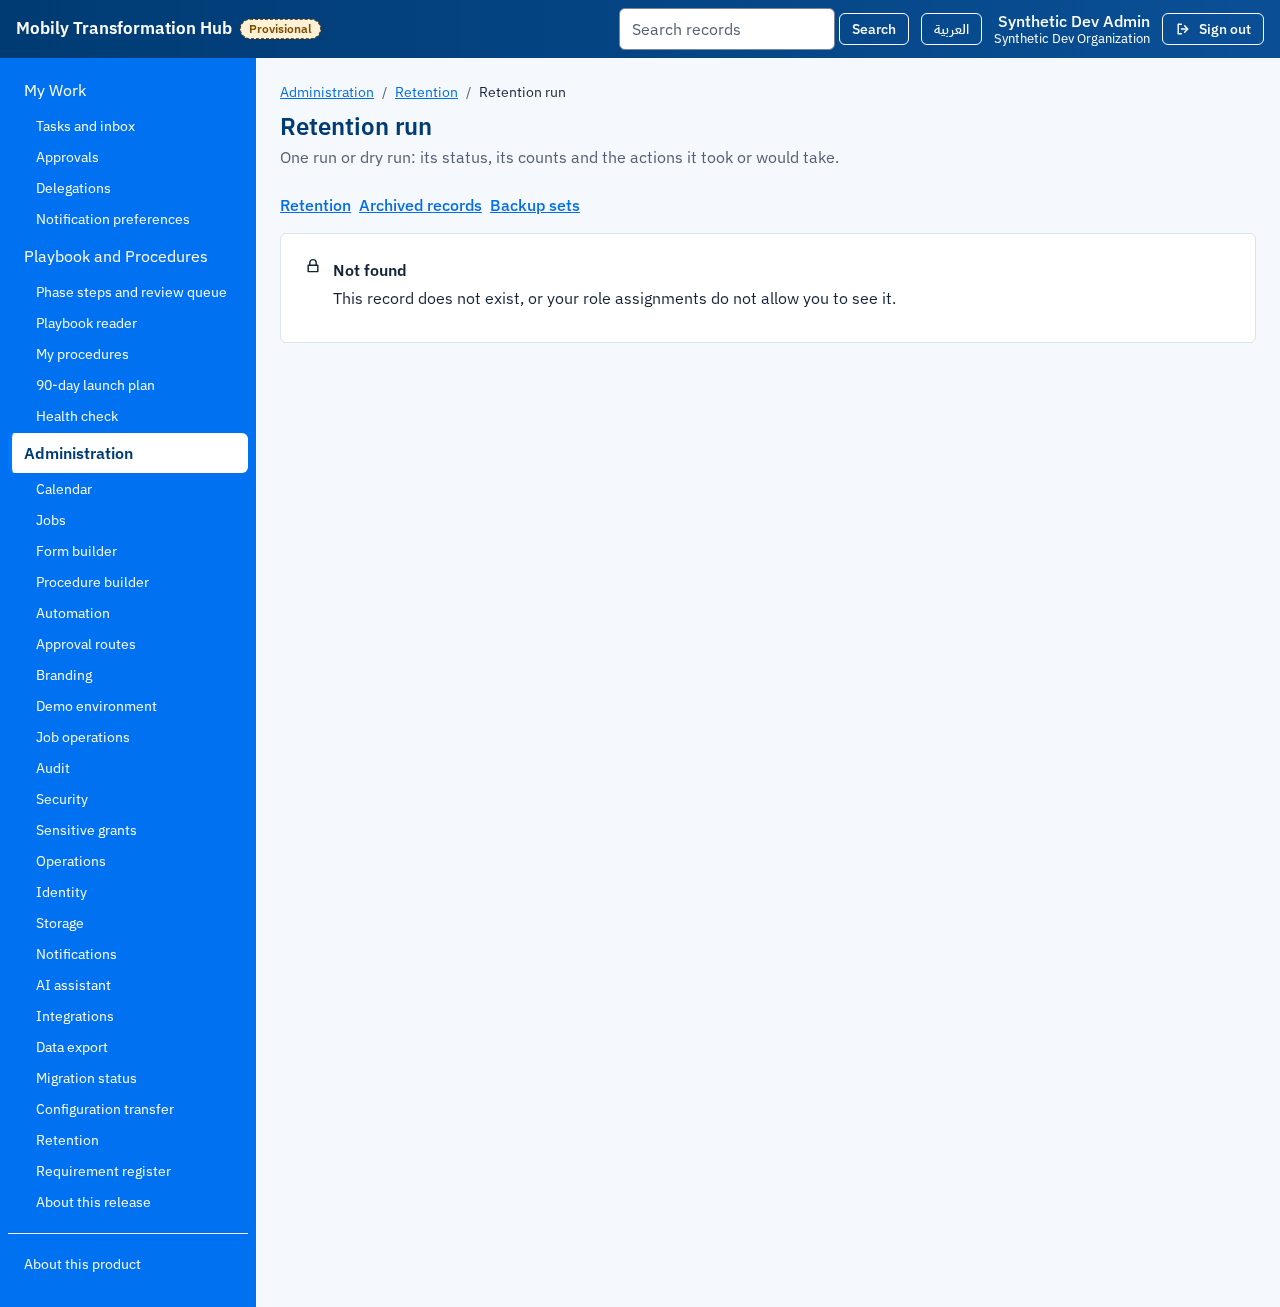 Mobily Transformation Hub
Provisional
Search records
Search
العربية
Synthetic Dev Admin
Synthetic Dev Organization
Sign out
My Work
Tasks and inbox
Approvals
Delegations
Notification preferences
Playbook and Procedures
Phase steps and review queue
Playbook reader
My procedures
90-day launch plan
Health check
Administration
Calendar
Jobs
Form builder
Procedure builder
Automation
Approval routes
Branding
Demo environment
Job operations
Audit
Security
Sensitive grants
Operations
Identity
Storage
Notifications
AI assistant
Integrations
Data export
Migration status
Configuration transfer
Retention
Requirement register
About this release
About this product
Administration / Retention / Retention run
Retention run
One run or dry run: its status, its counts and the actions it took or would take.
Retention Archived records Backup sets
Not found
This record does not exist, or your role assignments do not allow you to see it.